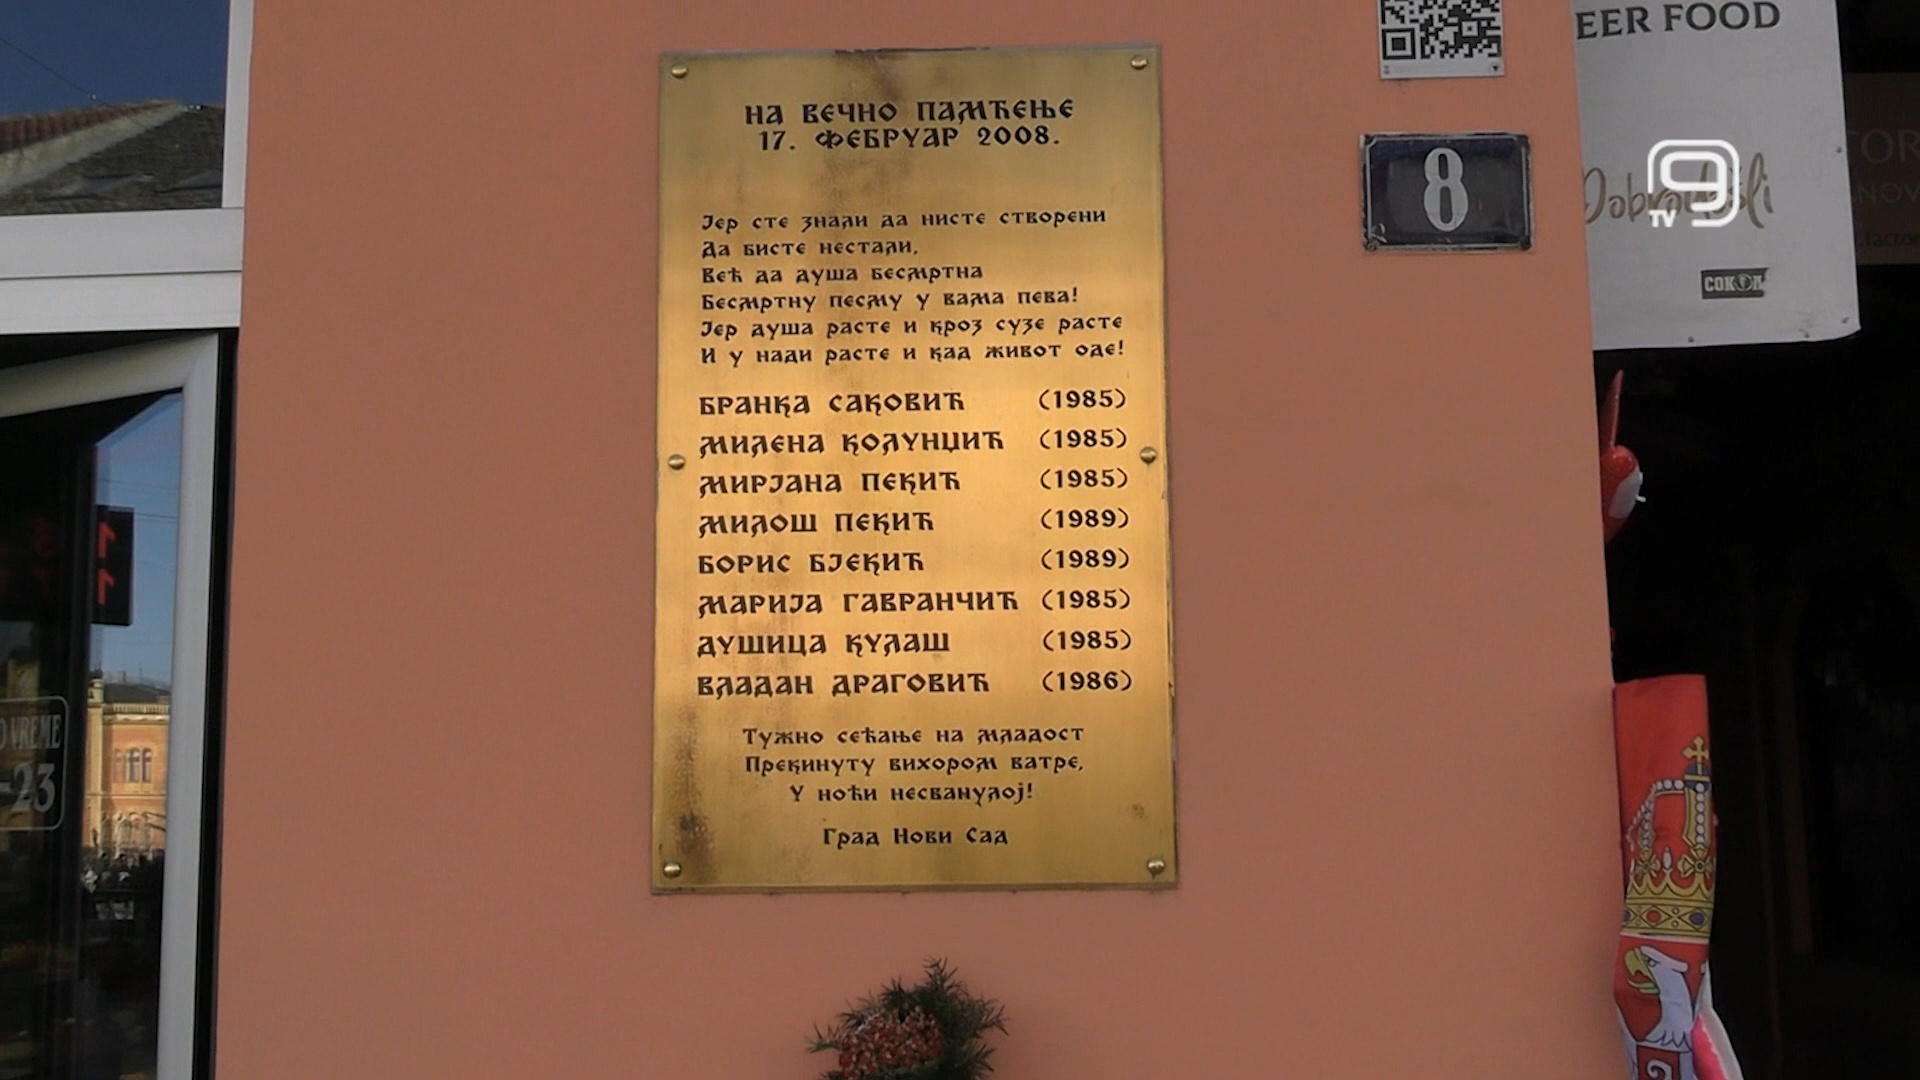 НА ВЕЧНО ПАМЋЕЊЕ
17. ФЕБРУАР 2008.
Јер сте знали да нисте створени
Да бисте нестали,
Већ да душа бесмртна
Бесмртну песму у вама пева!
Јер душа расте и кроз сузе расте
И у нади расте и кад живот оде!
БРАНКА САКОВИЋ (1985)
МИЛЕНА КОЛУНЏИЋ (1985)
МИРЈАНА ПЕКИЋ (1985)
МИЛОШ ПЕКИЋ (1989)
БОРИС БЈЕКИЋ (1989)
МАРИЈА ГАВРАНЧИЋ (1985)
ДУШИЦА КУЛАШ (1985)
ВЛАДАН ДРАГОВИЋ (1986)
Тужно сећање на младост
Прекинуту вихором ватре,
У ноћи несванулој!
Град Нови Сад
8
EER FOOD
TV 9
СОКОЛ
VREME
-23